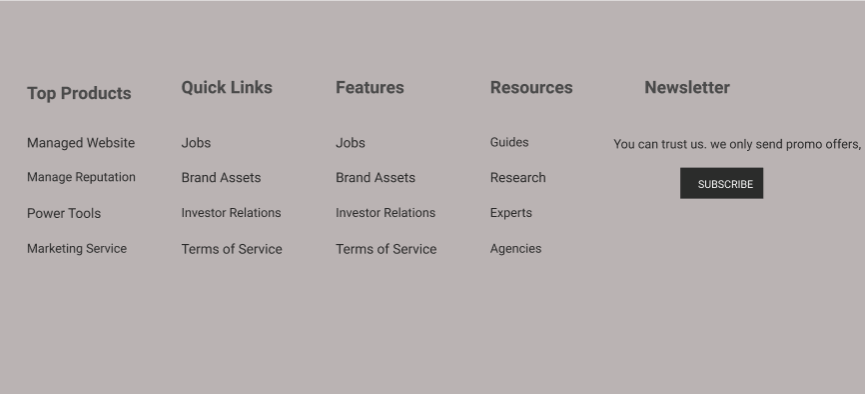 Top Products
Managed Website
Manage Reputation
Power Tools
Marketing Service
Quick Links
Jobs
Brand Assets
Investor Relations
Terms of Service
Features
Jobs
Brand Assets
Investor Relations
Terms of Service
Resources
Guides
Research
Experts
Agencies
Newsletter
You can trust us. we only send promo offers,
SUBSCRIBE